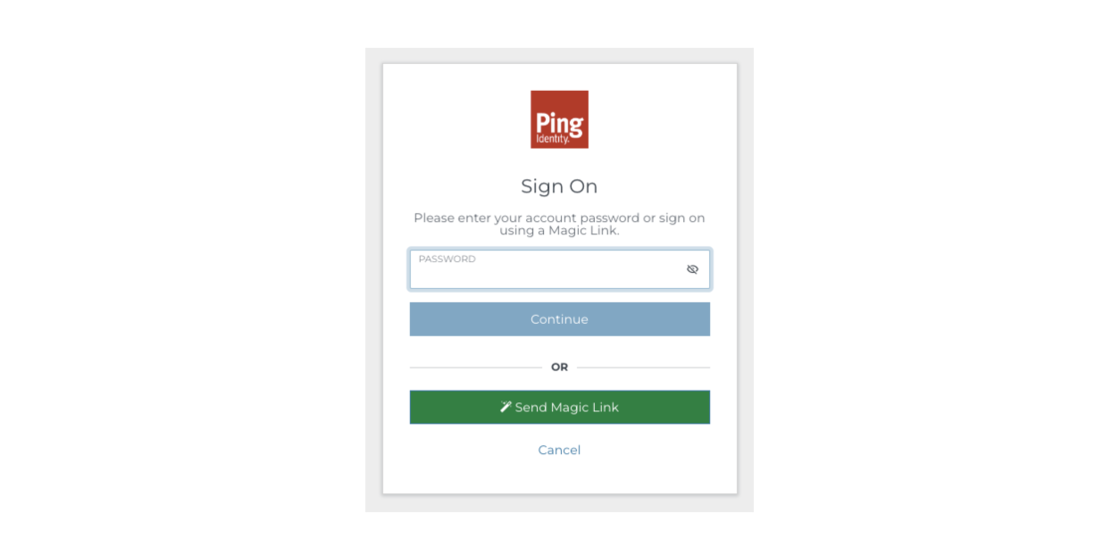 Ping
Identity.
Sign On
Please enter your account password or sign on
using a Magic Link.
PASSWORD
Continue
OR
Send Magic Link
Cancel